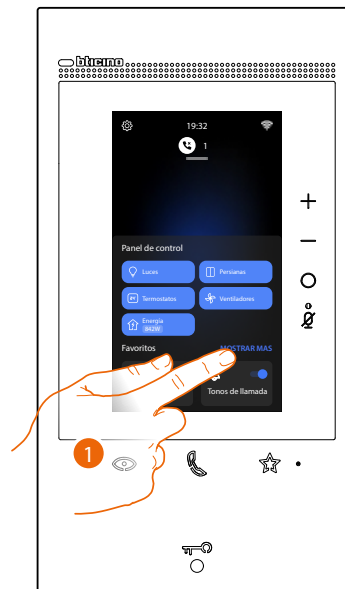 bticino
19:32
1
Panel de control
Luces
Persianas
Termostatos
Ventiladores
Energía
842W
Favoritos
MOSTRAR MAS
Tonos de llamada
1